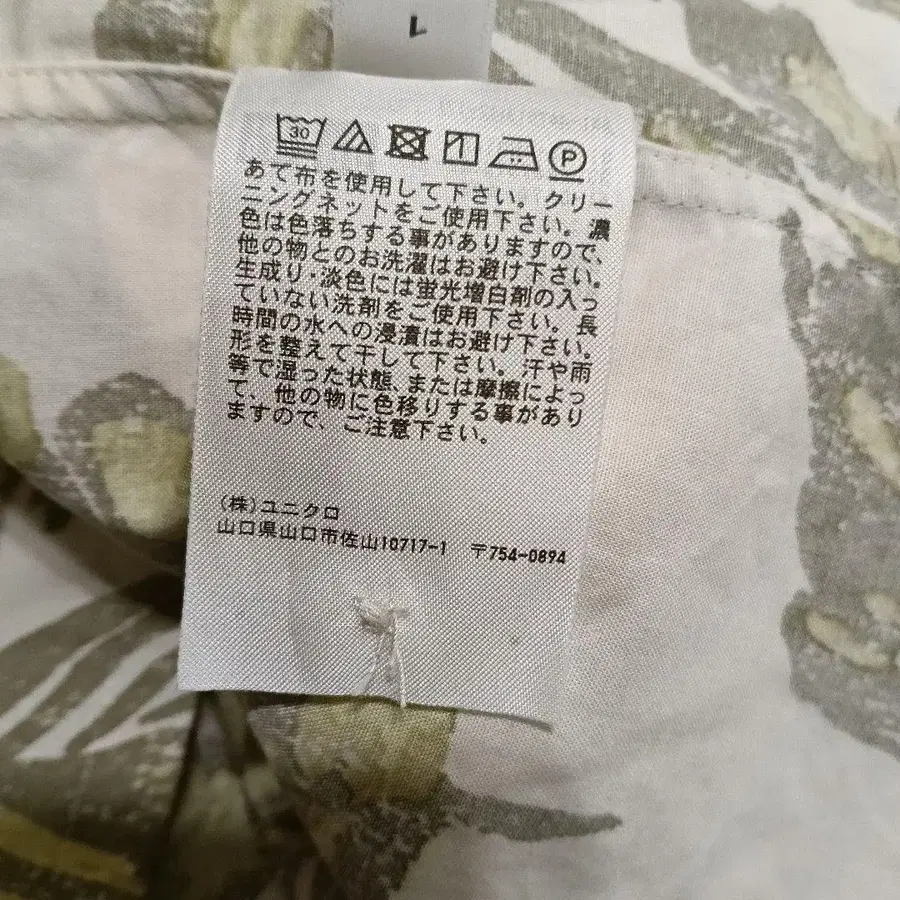 L
30 P
あて布を使用して下さい。クリー
ニングネットをご使用下さい。濃
色は色落ちする事がありますので、
他の物とのお洗濯はお避け下さい。
生成り・淡色には蛍光増白剤の入っ
ていない洗剤をご使用下さい。長
時間の水への浸漬はお避け下さい。
形を整えて干して下さい。汗や雨
等で湿った状態、または摩擦によっ
て、他の物に色移りする事があり
ますので、ご注意下さい。
(株)ユニクロ
山口県山口市佐山10717-1 〒754-0894